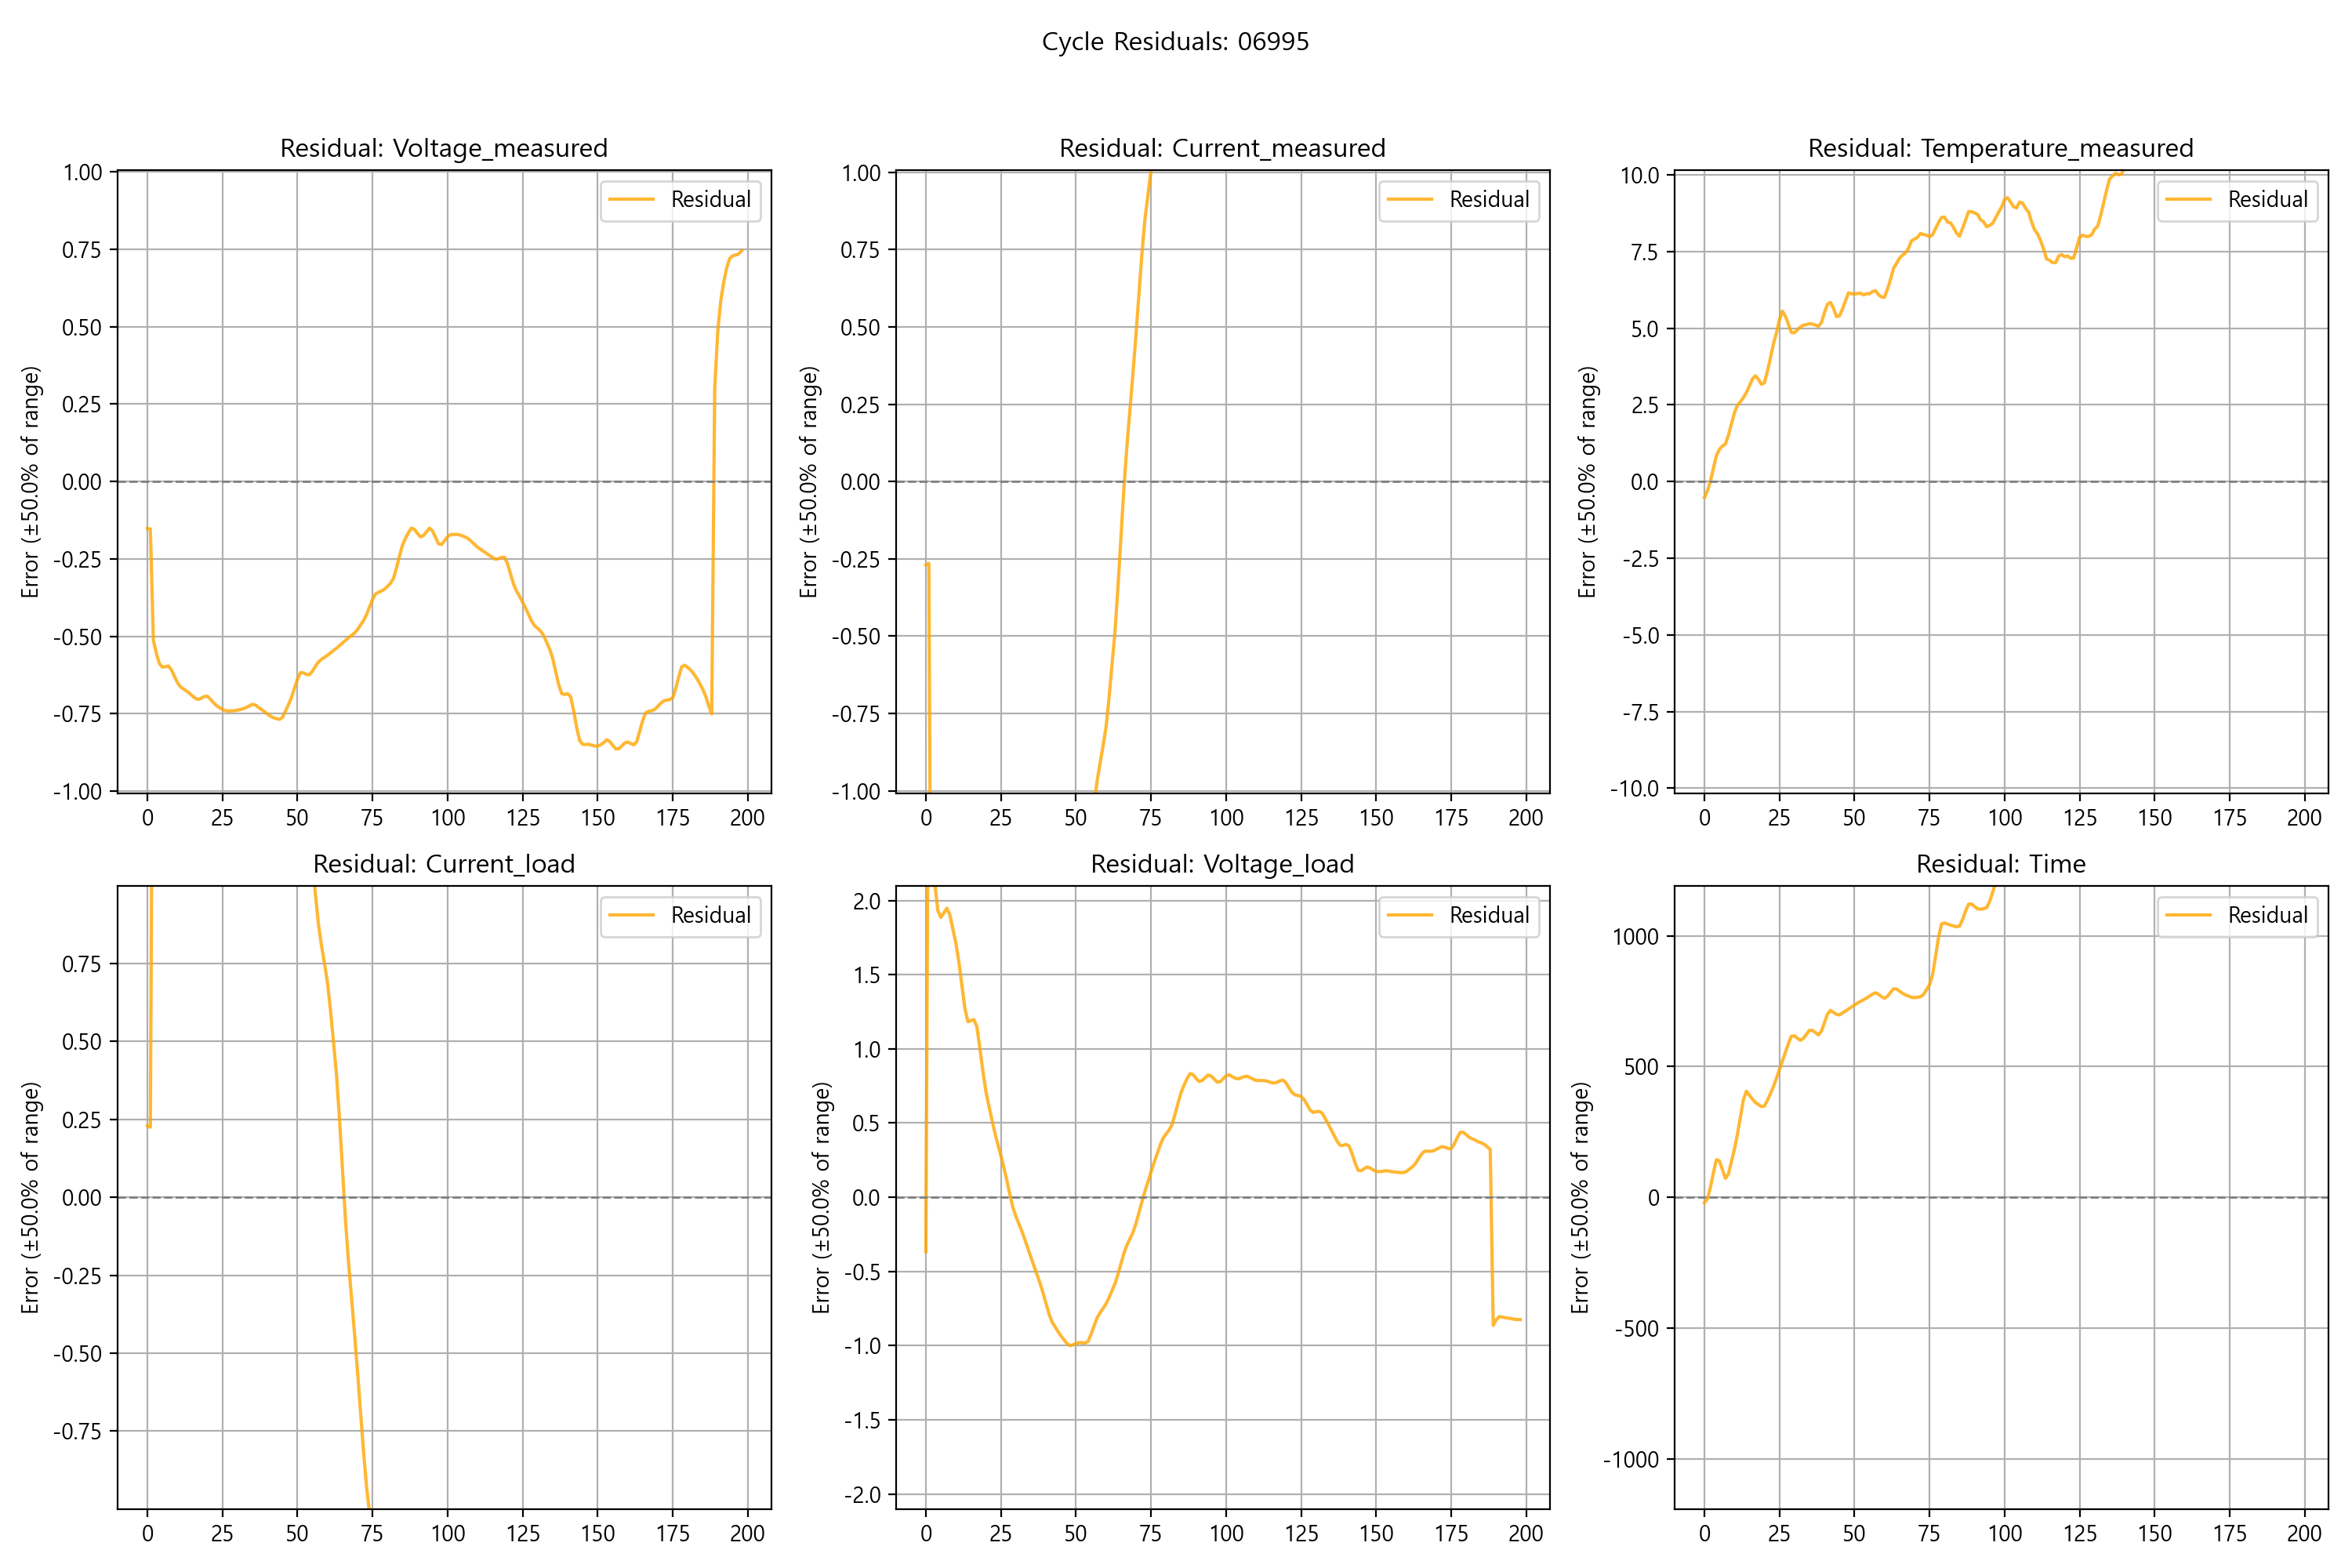 Cycle Residuals: 06995
Residual: Voltage_measured
Residual
Error (±50.0% of range)
1.00
0.75
0.50
0.25
0.00
-0.25
-0.50
-0.75
-1.00
0 25 50 75 100 125 150 175 200
Residual: Current_measured
Residual
Error (±50.0% of range)
1.00
0.75
0.50
0.25
0.00
-0.25
-0.50
-0.75
-1.00
0 25 50 75 100 125 150 175 200
Residual: Temperature_measured
Residual
Error (±50.0% of range)
10.0
7.5
5.0
2.5
0.0
-2.5
-5.0
-7.5
-10.0
0 25 50 75 100 125 150 175 200
Residual: Current_load
Residual
Error (±50.0% of range)
0.75
0.50
0.25
0.00
-0.25
-0.50
-0.75
0 25 50 75 100 125 150 175 200
Residual: Voltage_load
Residual
Error (±50.0% of range)
2.0
1.5
1.0
0.5
0.0
-0.5
-1.0
-1.5
-2.0
0 25 50 75 100 125 150 175 200
Residual: Time
Residual
Error (±50.0% of range)
1000
500
0
-500
-1000
0 25 50 75 100 125 150 175 200